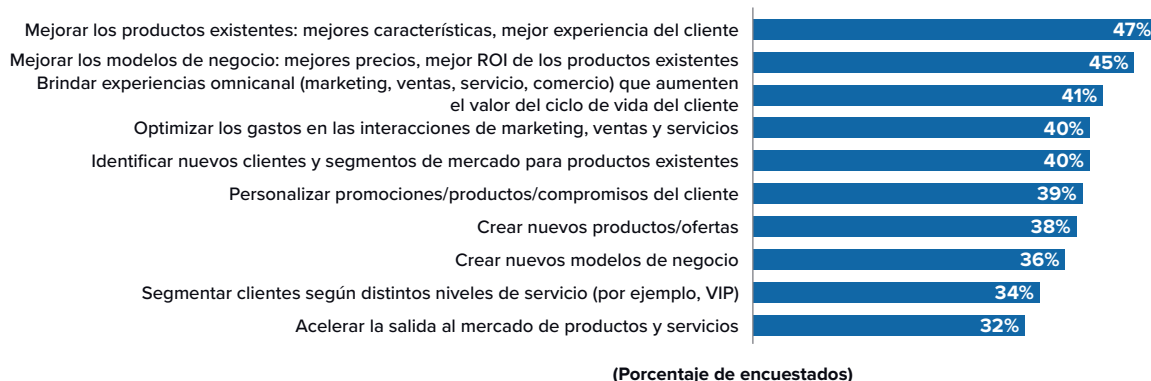 Mejorar los productos existentes: mejores características, mejor experiencia del cliente
47%
Mejorar los modelos de negocio: mejores precios, mejor ROI de los productos existentes
45%
Brindar experiencias omnicanal (marketing, ventas, servicio, comercio) que aumenten
el valor del ciclo de vida del cliente
41%
Optimizar los gastos en las interacciones de marketing, ventas y servicios
40%
Identificar nuevos clientes y segmentos de mercado para productos existentes
40%
Personalizar promociones/productos/compromisos del cliente
39%
Crear nuevos productos/ofertas
38%
Crear nuevos modelos de negocio
36%
Segmentar clientes según distintos niveles de servicio (por ejemplo, VIP)
34%
Acelerar la salida al mercado de productos y servicios
32%
(Porcentaje de encuestados)